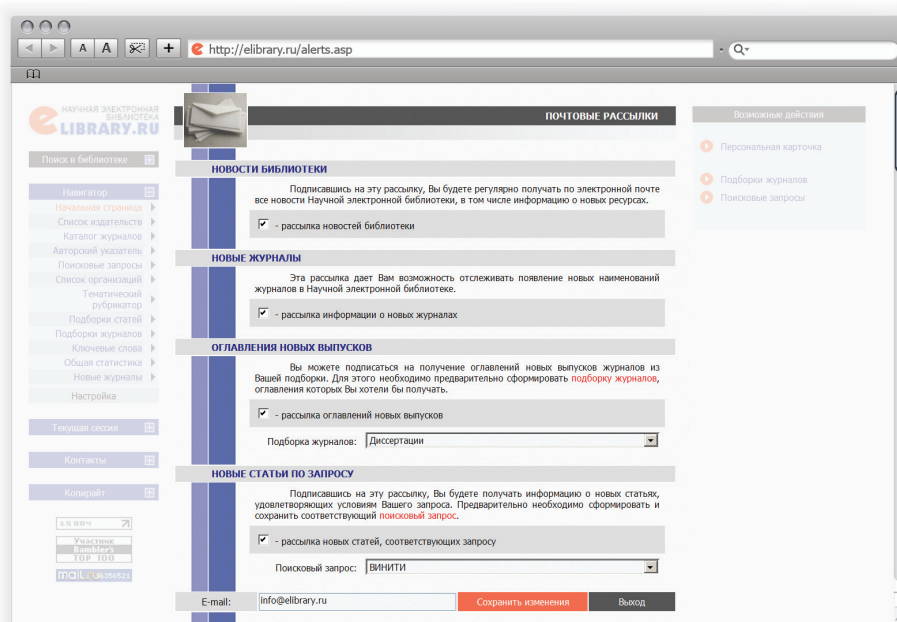 A A + http://elibrary.ru/alerts.asp
НАУЧНАЯ ЭЛЕКТРОННАЯ
БИБЛИОТЕКА
eLIBRARY.RU
Поиск в библиотеке
Навигатор
Начальная страница
Список издательств
Каталог журналов
Авторский указатель
Поисковые запросы
Список организаций
Тематический
рубрикатор
Подборки статей
Подборки журналов
Ключевые слова
Общая статистика
Новые журналы
Настройка
Текущая сессия
Контакты
Копирайт
Участник
Rambler's
TOP 100
ПОЧТОВЫЕ РАССЫЛКИ
НОВОСТИ БИБЛИОТЕКИ
Подписавшись на эту рассылку, Вы будете регулярно получать по электронной почте
все новости Научной электронной библиотеки, в том числе информацию о новых ресурсах.
- рассылка новостей библиотеки
НОВЫЕ ЖУРНАЛЫ
Эта рассылка дает Вам возможность отслеживать появление новых наименований
журналов в Научной электронной библиотеке.
- рассылка информации о новых журналах
ОГЛАВЛЕНИЯ НОВЫХ ВЫПУСКОВ
Вы можете подписаться на получение оглавлений новых выпусков журналов из
Вашей подборки. Для этого необходимо предварительно сформировать подборку журналов,
оглавления которых Вы хотели бы получать.
- рассылка оглавлений новых выпусков
Подборка журналов: Диссертации
НОВЫЕ СТАТЬИ ПО ЗАПРОСУ
Подписавшись на эту рассылку, Вы будете получать информацию о новых статьях,
удовлетворяющих условиям Вашего запроса. Предварительно необходимо сформировать и
сохранить соответствующий поисковый запрос.
- рассылка новых статей, соответствующих запросу
Поисковый запрос: ВИНИТИ
E-mail: info@elibrary.ru Сохранить изменения Выход
Возможные действия
Персональная карточка
Подборки журналов
Поисковые запросы